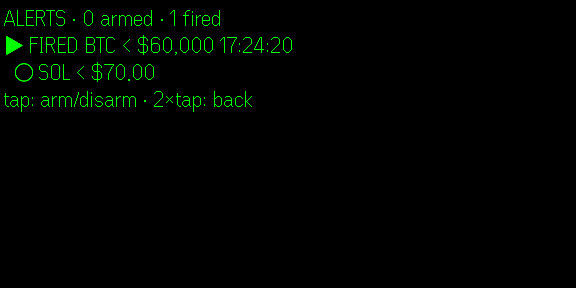 ALERTS · 0 armed · 1 fired
▶ FIRED BTC < $60,000 17:24:20
○ SOL < $70.00
tap: arm/disarm · 2×tap: back